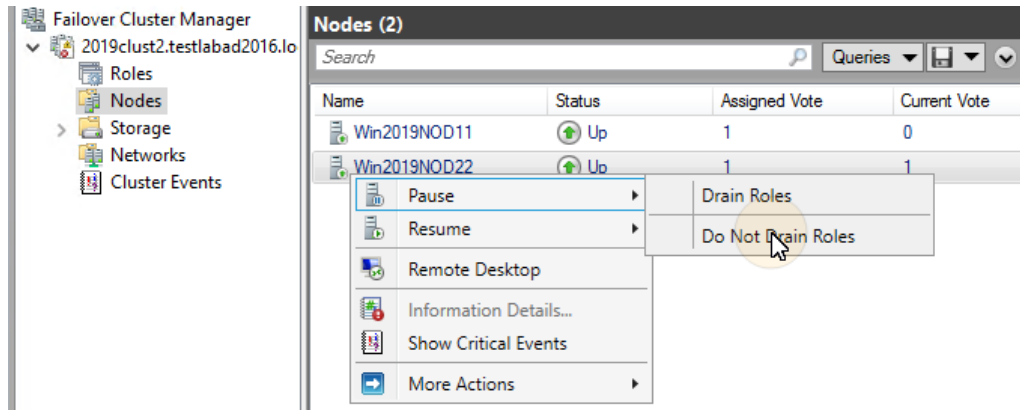 Failover Cluster Manager
2019clust2.testlabad2016.lo
Roles
Nodes
Storage
Networks
Cluster Events
Nodes (2)
Search
Queries
Name Status Assigned Vote Current Vote
Win2019NOD11 Up 1 0
Win2019NOD22 Up 1 1
Pause
Resume
Remote Desktop
Information Details...
Show Critical Events
More Actions
Drain Roles
Do Not Drain Roles